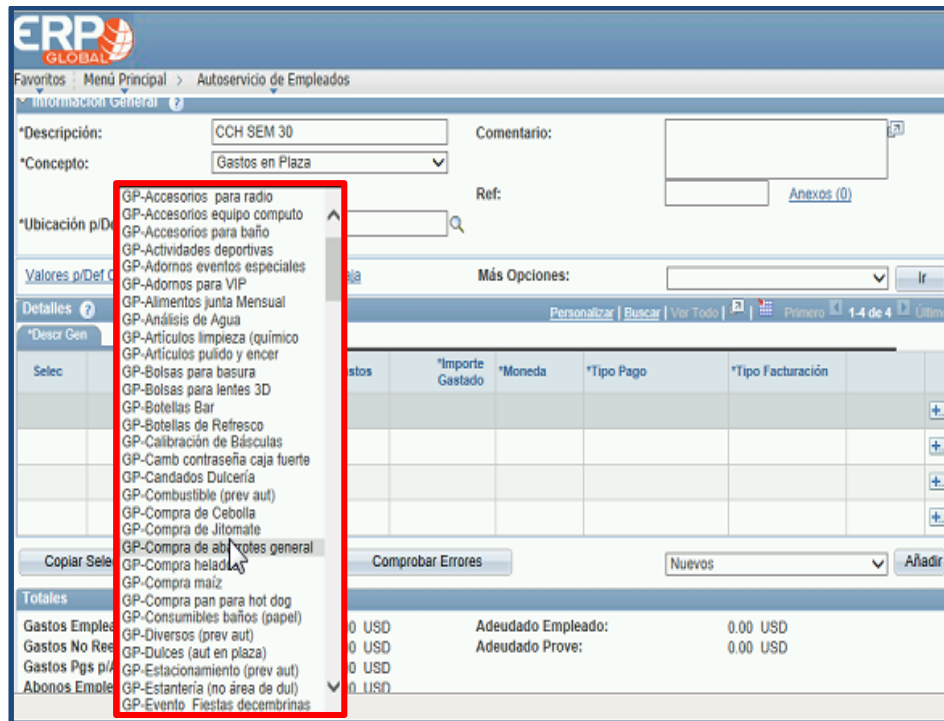 ERP
GLOBAL
Favoritos Menú Principal > Autoservicio de Empleados
Información General
*Descripción: CCH SEM 30 Comentario:
*Concepto: Gastos en Plaza
Ref: Anexos (0)
*Ubicación
Valores p/Def Más Opciones: Ir
Detalles Personalizar | Buscar | Ver Todo | Primero 1-4 de 4
*Descr Gen
Selec *Importe Gastado *Moneda *Tipo Pago *Tipo Facturación
GP-Accesorios para radio
GP-Accesorios equipo computo
GP-Accesorios para baño
GP-Actividades deportivas
GP-Adornos eventos especiales
GP-Adornos para VIP
GP-Alimentos junta Mensual
GP-Análisis de Agua
GP-Artículos limpieza (químico
GP-Artículos pulido y encer
GP-Bolsas para basura
GP-Bolsas para lentes 3D
GP-Botellas Bar
GP-Botellas de Refresco
GP-Calibración de Básculas
GP-Camb contraseña caja fuerte
GP-Candados Dulcería
GP-Combustible (prev aut)
GP-Compra de Cebolla
GP-Compra de Jitomate
GP-Compra de abarrotes general
GP-Compra helado
GP-Compra maíz
GP-Compra pan para hot dog
GP-Consumibles baños (papel)
GP-Diversos (prev aut)
GP-Dulces (aut en plaza)
GP-Estacionamiento (prev aut)
GP-Estantería (no área de dul)
GP-Evento Fiestas decembrinas
Copiar Comprobar Errores Nuevos Añadir
Totales
Gastos USD Adeudado Empleado: 0.00 USD
Gastos No USD Adeudado Prove: 0.00 USD
Gastos Pgs USD
Abonos USD